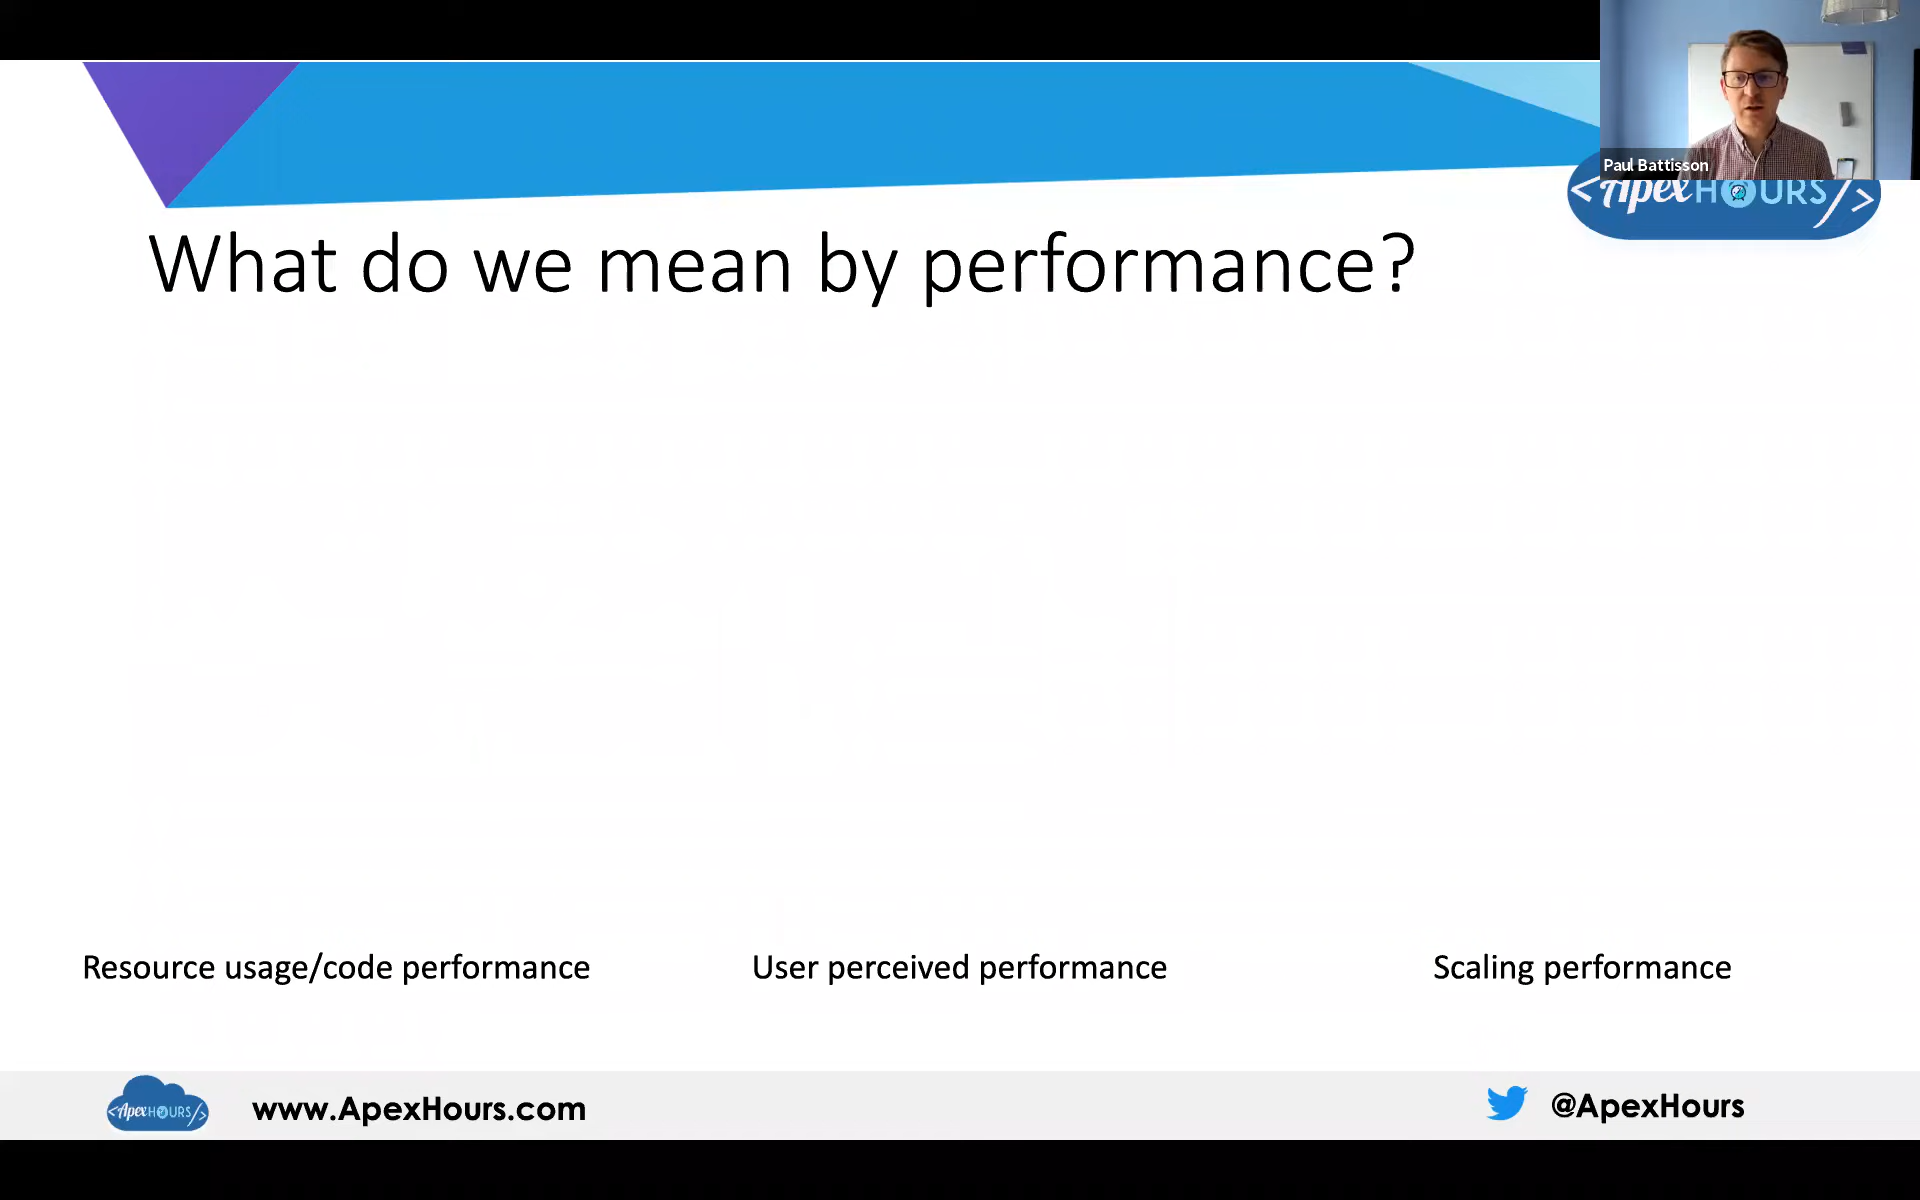 Paul Battisson
<ApexHOURS/>
What do we mean by performance?
Resource usage/code performance
User perceived performance
Scaling performance
<ApexHOURS/>
www.ApexHours.com
@ApexHours